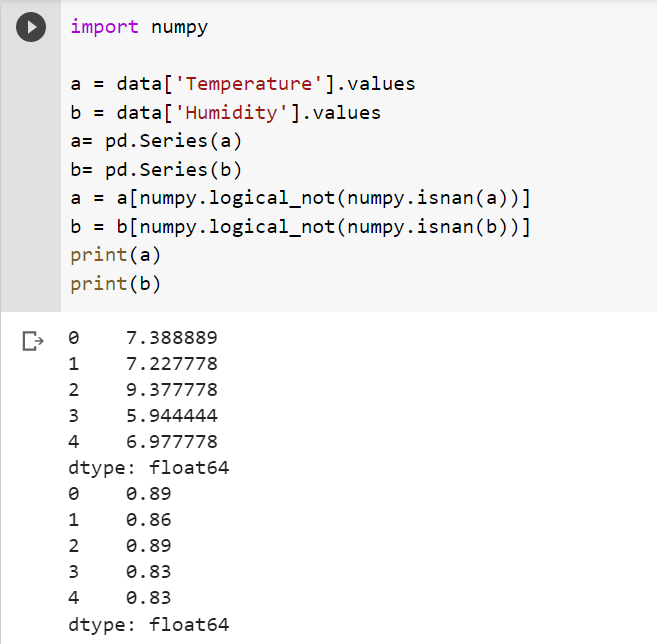 import numpy
a = data['Temperature'].values
b = data['Humidity'].values
a= pd.Series(a)
b= pd.Series(b)
a = a[numpy.logical_not(numpy.isnan(a))]
b = b[numpy.logical_not(numpy.isnan(b))]
print(a)
print(b)
0    7.388889
1    7.227778
2    9.377778
3    5.944444
4    6.977778
dtype: float64
0    0.89
1    0.86
2    0.89
3    0.83
4    0.83
dtype: float64